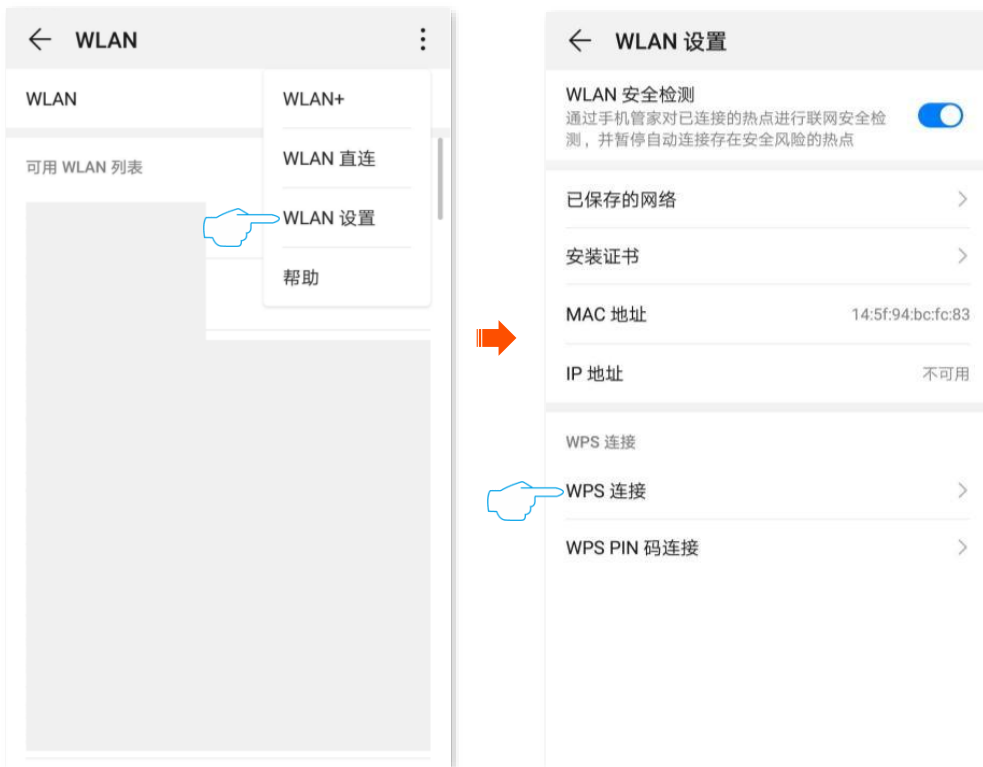 WLAN
WLAN
可用 WLAN 列表
WLAN+
WLAN 直连
WLAN 设置
帮助
WLAN 设置
WLAN 安全检测
通过手机管家对已连接的热点进行联网安全检
测，并暂停自动连接存在安全风险的热点
已保存的网络
安装证书
MAC 地址 14:5f:94:bc:fc:83
IP 地址 不可用
WPS 连接
WPS 连接
WPS PIN 码连接